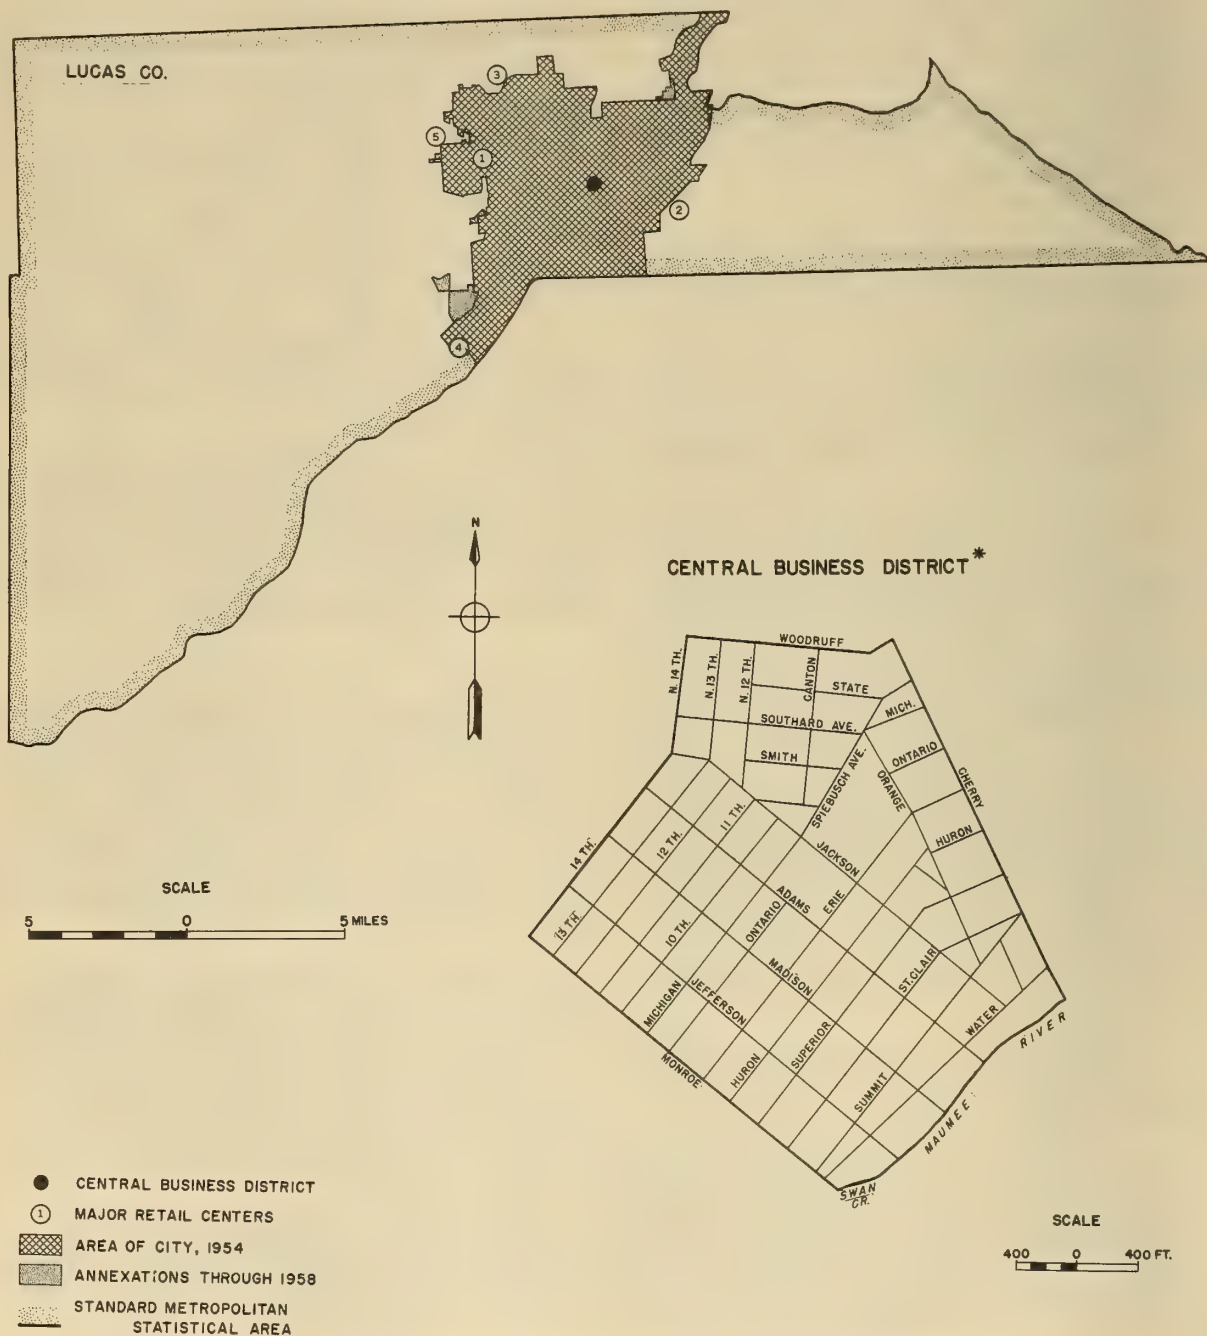 LUCAS CO.
3
5
1
2
4
N
CENTRAL BUSINESS DISTRICT*
WOODRUFF
N. 14 TH.
N. 13 TH.
N. 12 TH.
CANTON
STATE
MICH.
SOUTHARD AVE.
SMITH
SPIEBUSCH AVE.
ORANGE
ONTARIO
CHERRY
HURON
14 TH.
12 TH.
11 TH.
JACKSON
13 TH.
10 TH.
ONTARIO
ADAMS
ERIE
MICHIGAN
JEFFERSON
MADISON
ST. CLAIR
MONROE
HURON
SUPERIOR
WATER
SUMMIT
MAUMEE RIVER
SWAN
CR.
SCALE
5 0 5 MILES
CENTRAL BUSINESS DISTRICT
1 MAJOR RETAIL CENTERS
AREA OF CITY, 1954
ANNEXATIONS THROUGH 1958
STANDARD METROPOLITAN
STATISTICAL AREA
SCALE
400 0 400 FT.